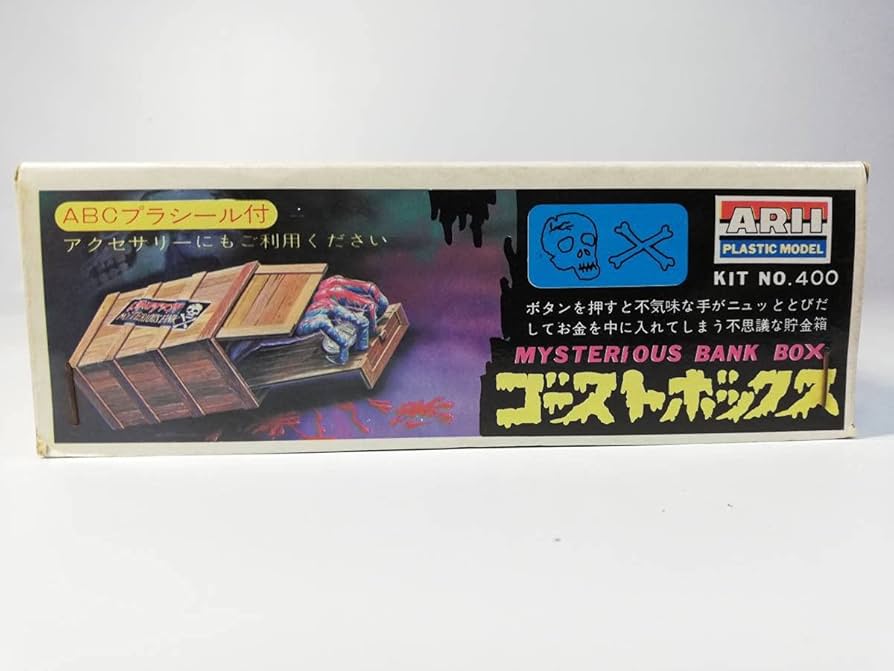 ABCプラシール付
アクセサリーにもご利用ください
ARII
PLASTIC MODEL
KIT NO.400
ボタンを押すと不気味な手がニュッととびだ
してお金を中に入れてしまう不思議な貯金箱
MYSTERIOUS BANK BOX
ゴーストボックス
MYSTERIOUS BANK